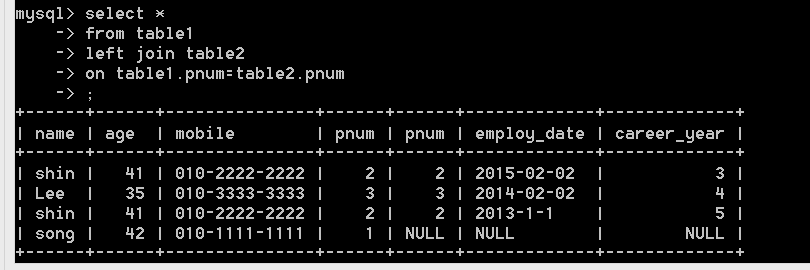 mysql> select *
    -> from table1
    -> left join table2
    -> on table1.pnum=table2.pnum
    -> ;
+------+------+---------------+------+------+-------------+-------------+
| name | age  | mobile        | pnum | pnum | employ_date | career_year |
+------+------+---------------+------+------+-------------+-------------+
| shin |   41 | 010-2222-2222 |    2 |    2 | 2015-02-02  |           3 |
| Lee  |   35 | 010-3333-3333 |    3 |    3 | 2014-02-02  |           4 |
| shin |   41 | 010-2222-2222 |    2 |    2 | 2013-1-1    |           5 |
| song |   42 | 010-1111-1111 |    1 | NULL | NULL        |        NULL |
+------+------+---------------+------+------+-------------+-------------+